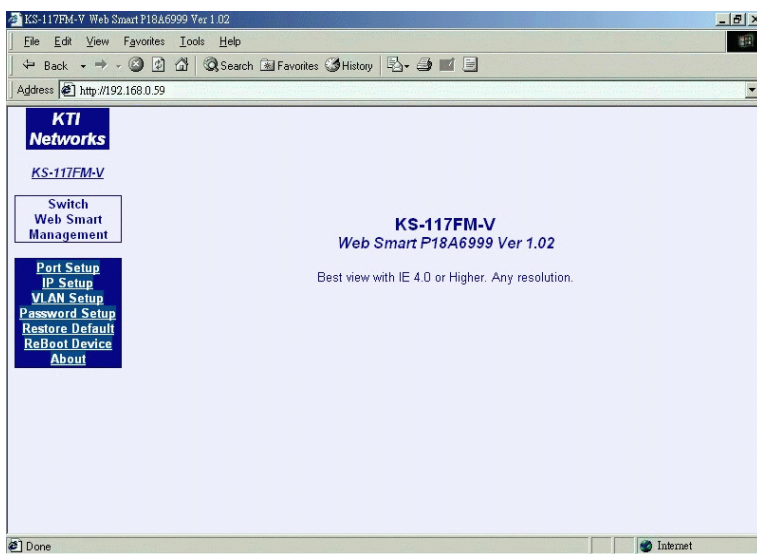 KS-117FM-V Web Smart P18A6999 Ver 1.02
File Edit View Favorites Tools Help
Back Search Favorites History
Address http://192.168.0.59
KTI
Networks
KS-117FM-V
Switch
Web Smart
Management
Port Setup
IP Setup
VLAN Setup
Password Setup
Restore Default
ReBoot Device
About
KS-117FM-V
Web Smart P18A6999 Ver 1.02
Best view with IE 4.0 or Higher. Any resolution.
Done Internet